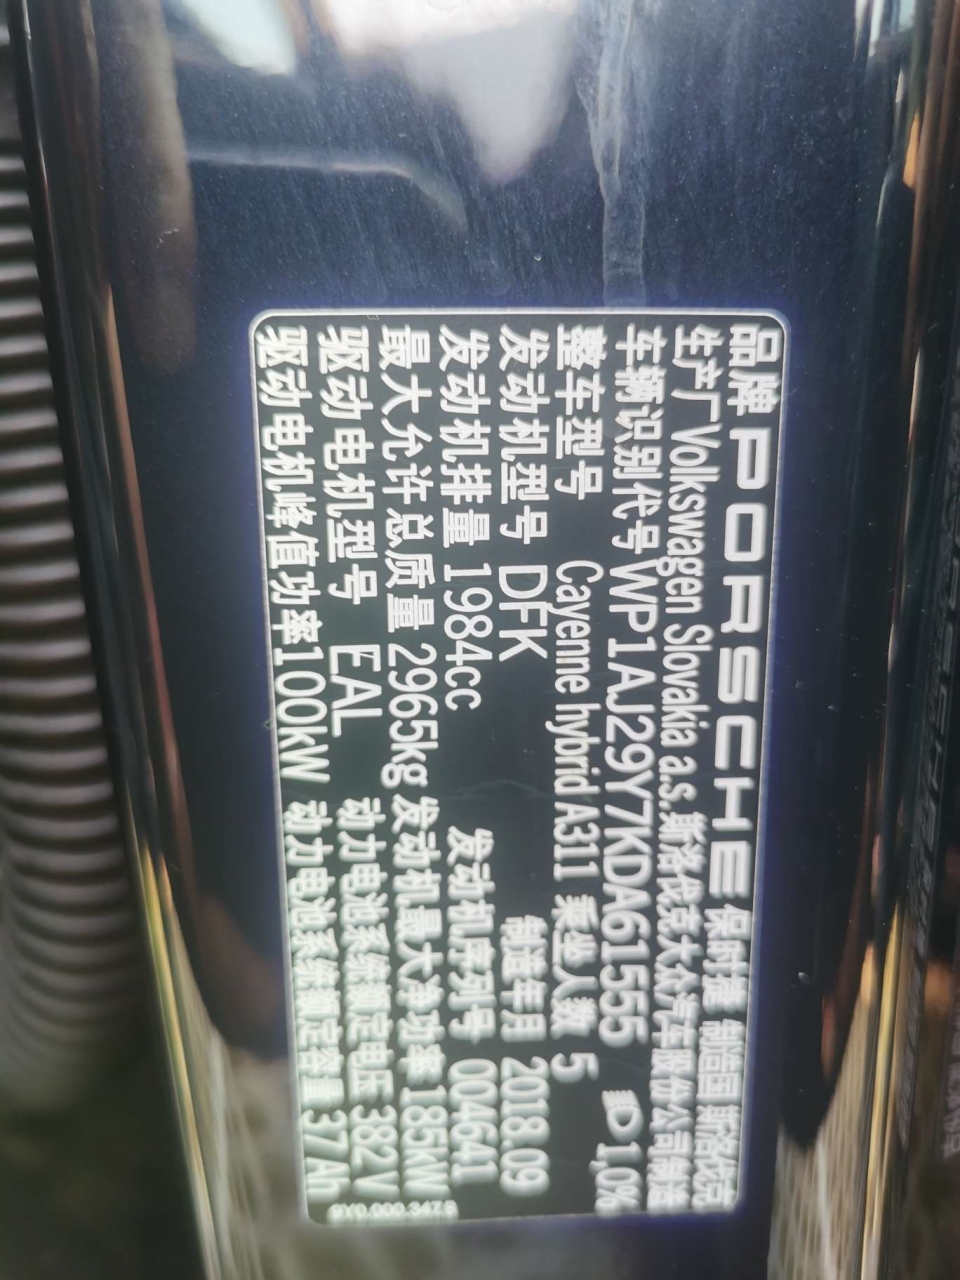 品牌 PORSCHE 保时捷 制造国 斯洛伐克
生产厂 Volkswagen Slovakia a.s. 斯洛伐克大众汽车股份公司制造
车辆识别代号 WP1AJ29Y7KDA61555 1,0%
整车型号 Cayenne hybrid A311 乘坐人数 5
发动机型号 DFK 制造年月 2018.09
发动机排量 1984cc 发动机序列号 004641
最大允许总质量 2965kg 发动机最大净功率 185kW
驱动电机型号 EAL 动力电池系统额定电压 382V
驱动电机峰值功率 100kW 动力电池系统额定容量 37Ah